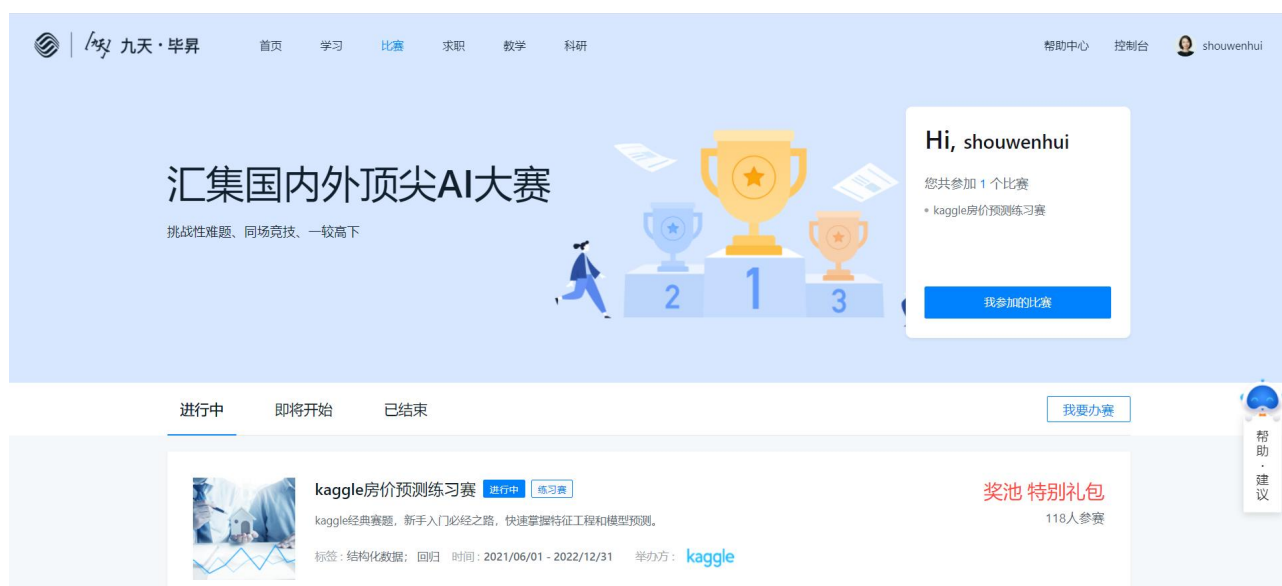 九天·毕昇 首页 学习 比赛 求职 教学 科研 帮助中心 控制台 shouwenhui
汇集国内外顶尖AI大赛
挑战性难题、同场竞技、一较高下
2 1 3
Hi, shouwenhui
您共参加 1 个比赛
kaggle房价预测练习赛
我参加的比赛
进行中 即将开始 已结束 我要办赛
帮助·建议
kaggle房价预测练习赛 进行中 练习赛 奖池 特别礼包
kaggle经典赛题，新手入门必经之路，快速掌握特征工程和模型预测。 118人参赛
标签 : 结构化数据; 回归 时间 : 2021/06/01 - 2022/12/31 举办方 : kaggle